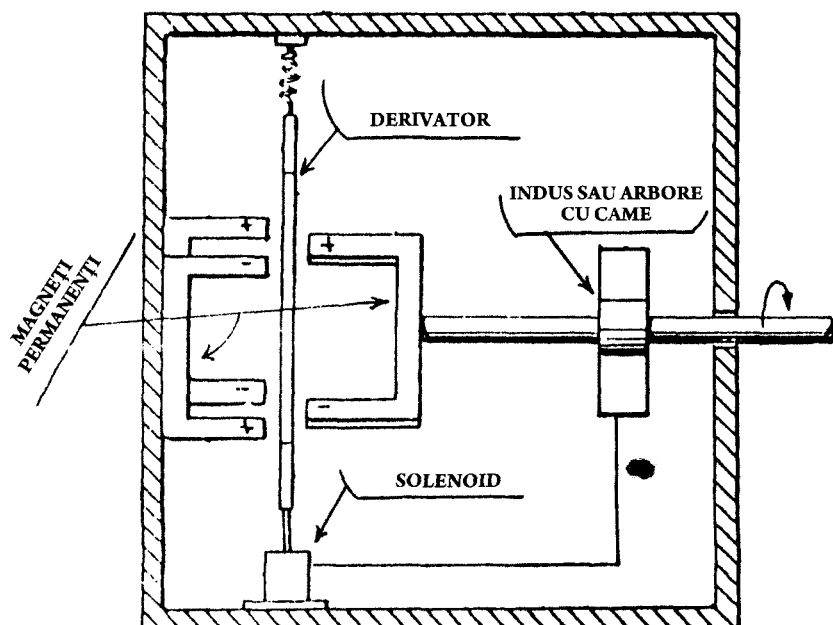 DERIVATOR
INDUS SAU ARBORE
CU CAME
MAGNEȚI
PERMANENȚI
+
-
+
-
+
-
SOLENOID